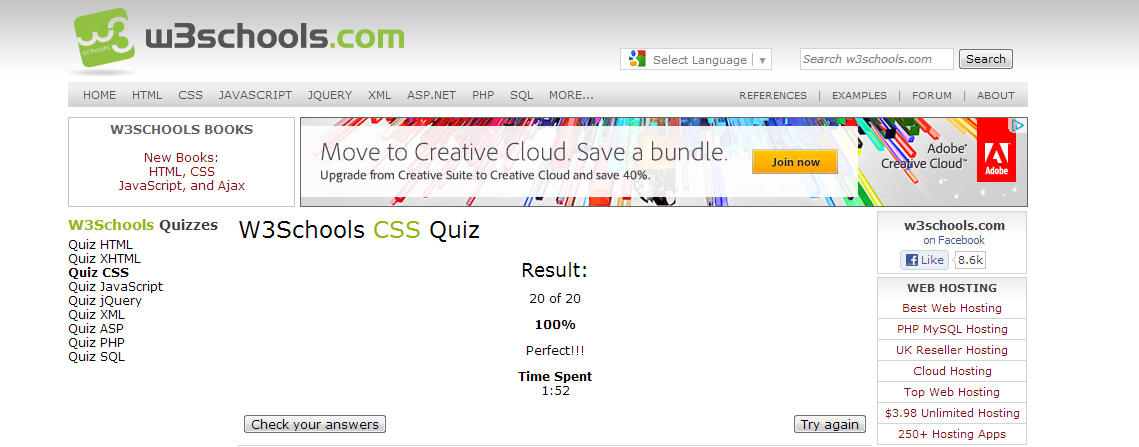 schools
w3schools.com
Select Language
Search w3schools.com
Search
HOME HTML CSS JAVASCRIPT JQUERY XML ASP.NET PHP SQL MORE... REFERENCES | EXAMPLES | FORUM | ABOUT
W3SCHOOLS BOOKS
New Books:
HTML, CSS
JavaScript, and Ajax
Move to Creative Cloud. Save a bundle.
Upgrade from Creative Suite to Creative Cloud and save 40%.
Join now
Adobe®
Creative Cloud™
Adobe
W3Schools Quizzes
Quiz HTML
Quiz XHTML
Quiz CSS
Quiz JavaScript
Quiz jQuery
Quiz XML
Quiz ASP
Quiz PHP
Quiz SQL
W3Schools CSS Quiz
Result:
20 of 20
100%
Perfect!!!
Time Spent
1:52
Check your answers
Try again
w3schools.com
on Facebook
Like 8.6k
WEB HOSTING
Best Web Hosting
PHP MySQL Hosting
UK Reseller Hosting
Cloud Hosting
Top Web Hosting
$3.98 Unlimited Hosting
250+ Hosting Apps